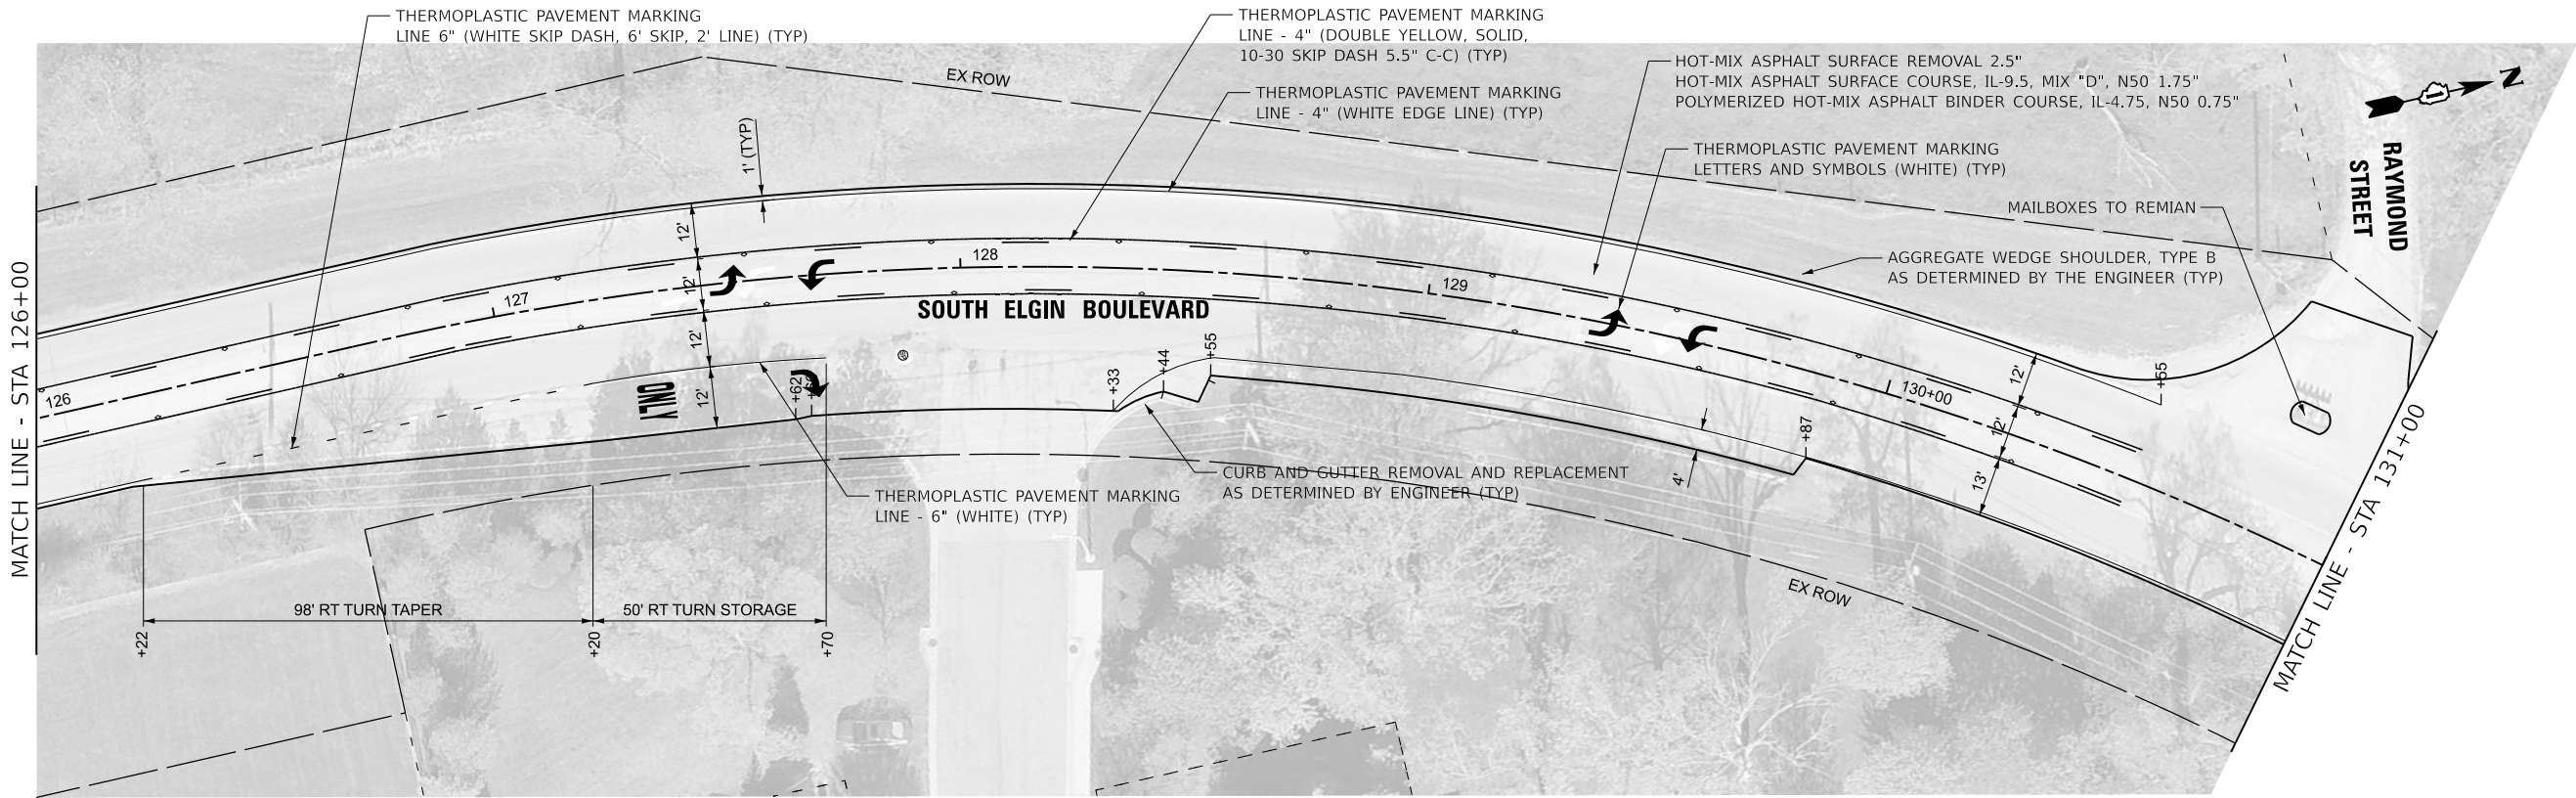 THERMOPLASTIC PAVEMENT MARKING
LINE 6" (WHITE SKIP DASH, 6' SKIP, 2' LINE) (TYP)
THERMOPLASTIC PAVEMENT MARKING
LINE - 4" (DOUBLE YELLOW, SOLID,
10-30 SKIP DASH 5.5" C-C) (TYP)
THERMOPLASTIC PAVEMENT MARKING
LINE - 4" (WHITE EDGE LINE) (TYP)
HOT-MIX ASPHALT SURFACE REMOVAL 2.5"
HOT-MIX ASPHALT SURFACE COURSE, IL-9.5, MIX "D", N50 1.75"
POLYMERIZED HOT-MIX ASPHALT BINDER COURSE, IL-4.75, N50 0.75"
THERMOPLASTIC PAVEMENT MARKING
LETTERS AND SYMBOLS (WHITE) (TYP)
MAILBOXES TO REMIAN
AGGREGATE WEDGE SHOULDER, TYPE B
AS DETERMINED BY THE ENGINEER (TYP)
N
RAYMOND
STREET
EX ROW
1' (TYP)
12'
12'
12'
12'
126
127
128
129
130+00
SOUTH ELGIN BOULEVARD
ONLY
+62
+33
+44
+55
+87
+55
12'
12'
13'
4'
CURB AND GUTTER REMOVAL AND REPLACEMENT
AS DETERMINED BY ENGINEER (TYP)
THERMOPLASTIC PAVEMENT MARKING
LINE - 6" (WHITE) (TYP)
EX ROW
98' RT TURN TAPER
50' RT TURN STORAGE
+22
+20
+70
MATCH LINE - STA 126+00
MATCH LINE - STA 131+00